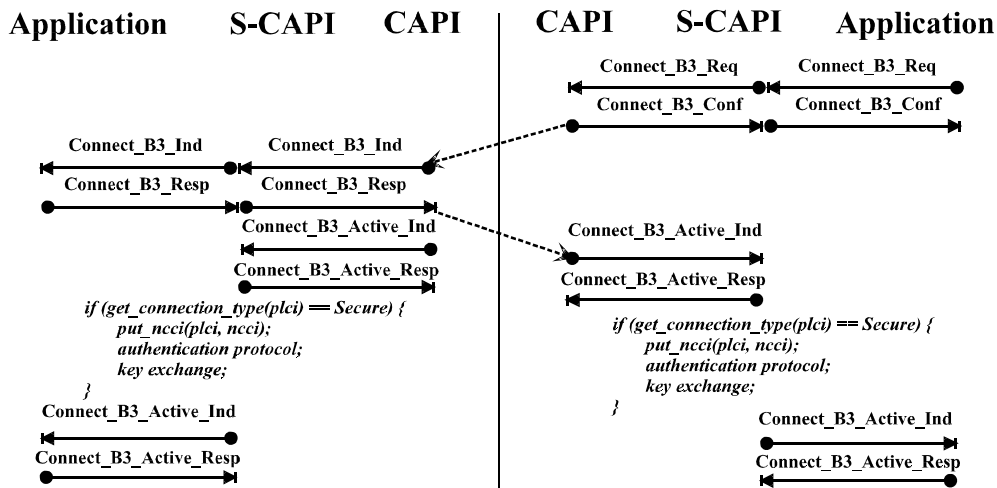 Application S-CAPI CAPI CAPI S-CAPI Application
Connect_B3_Req Connect_B3_Req
Connect_B3_Conf Connect_B3_Conf
Connect_B3_Ind Connect_B3_Ind
Connect_B3_Resp Connect_B3_Resp
Connect_B3_Active_Ind
Connect_B3_Active_Ind
Connect_B3_Active_Resp
Connect_B3_Active_Resp
if (get_connection_type(plci) == Secure) {
put_ncci(plci, ncci);
authentication protocol;
key exchange;
}
if (get_connection_type(plci) == Secure) {
put_ncci(plci, ncci);
authentication protocol;
key exchange;
}
Connect_B3_Active_Ind
Connect_B3_Active_Resp
Connect_B3_Active_Ind
Connect_B3_Active_Resp